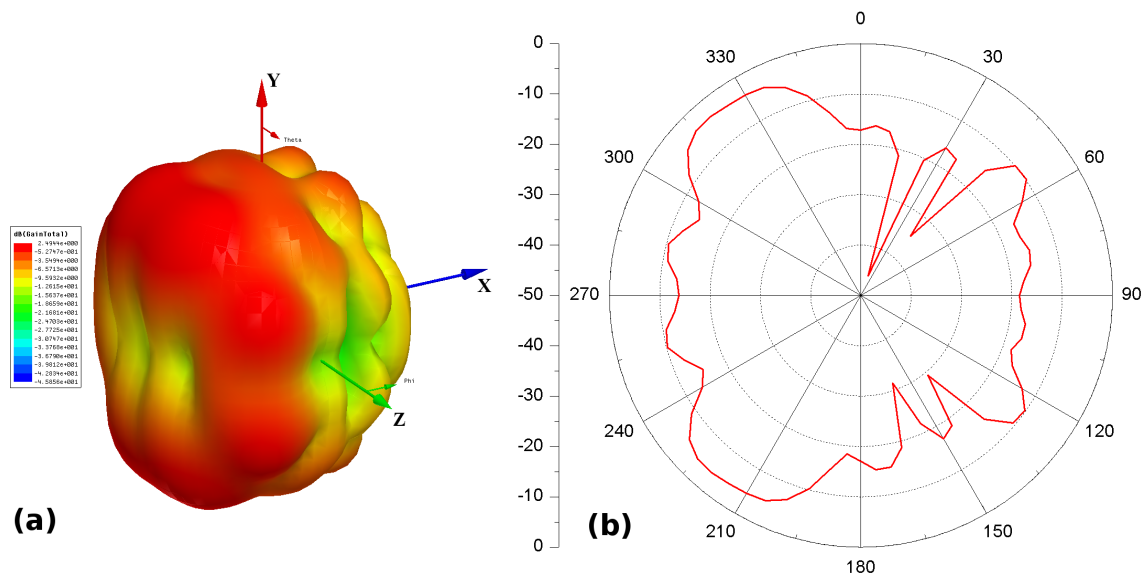 Y
Theta
X
Phi
Z
dB(GainTotal)
2.4944e+000
-5.2747e-001
-3.5494e+000
-6.5713e+000
-9.5932e+000
-1.2615e+001
-1.5637e+001
-1.8659e+001
-2.1681e+001
-2.4703e+001
-2.7725e+001
-3.0747e+001
-3.3768e+001
-3.6790e+001
-3.9812e+001
-4.2834e+001
-4.5856e+001
(a)
0
-10
-20
-30
-40
-50
-40
-30
-20
-10
0
0
30
60
90
120
150
180
210
240
270
300
330
(b)